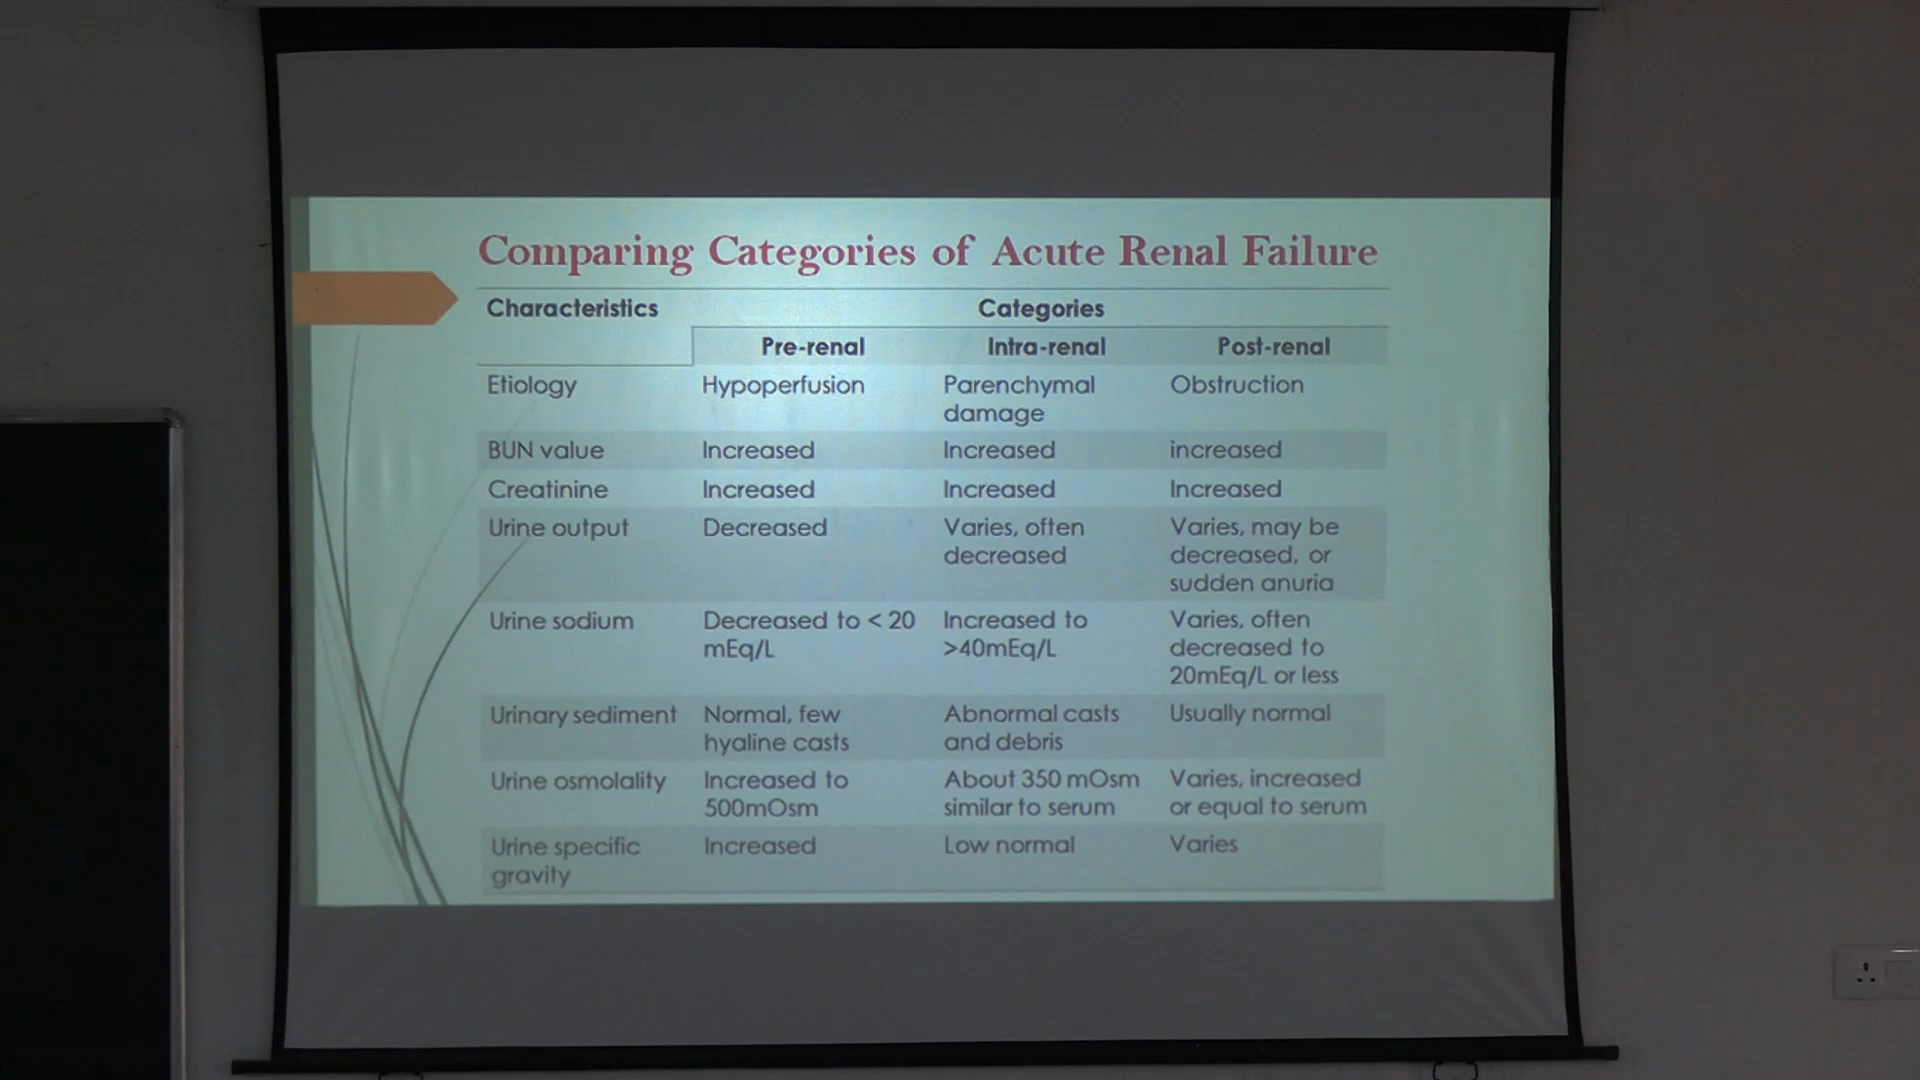 Comparing Categories of Acute Renal Failure
Characteristics Categories
Pre-renal Intra-renal Post-renal
Etiology Hypoperfusion Parenchymal damage Obstruction
BUN value Increased Increased increased
Creatinine Increased Increased Increased
Urine output Decreased Varies, often decreased Varies, may be decreased, or sudden anuria
Urine sodium Decreased to < 20 mEq/L Increased to >40mEq/L Varies, often decreased to 20mEq/L or less
Urinary sediment Normal, few hyaline casts Abnormal casts and debris Usually normal
Urine osmolality Increased to 500mOsm About 350 mOsm similar to serum Varies, increased or equal to serum
Urine specific gravity Increased Low normal Varies